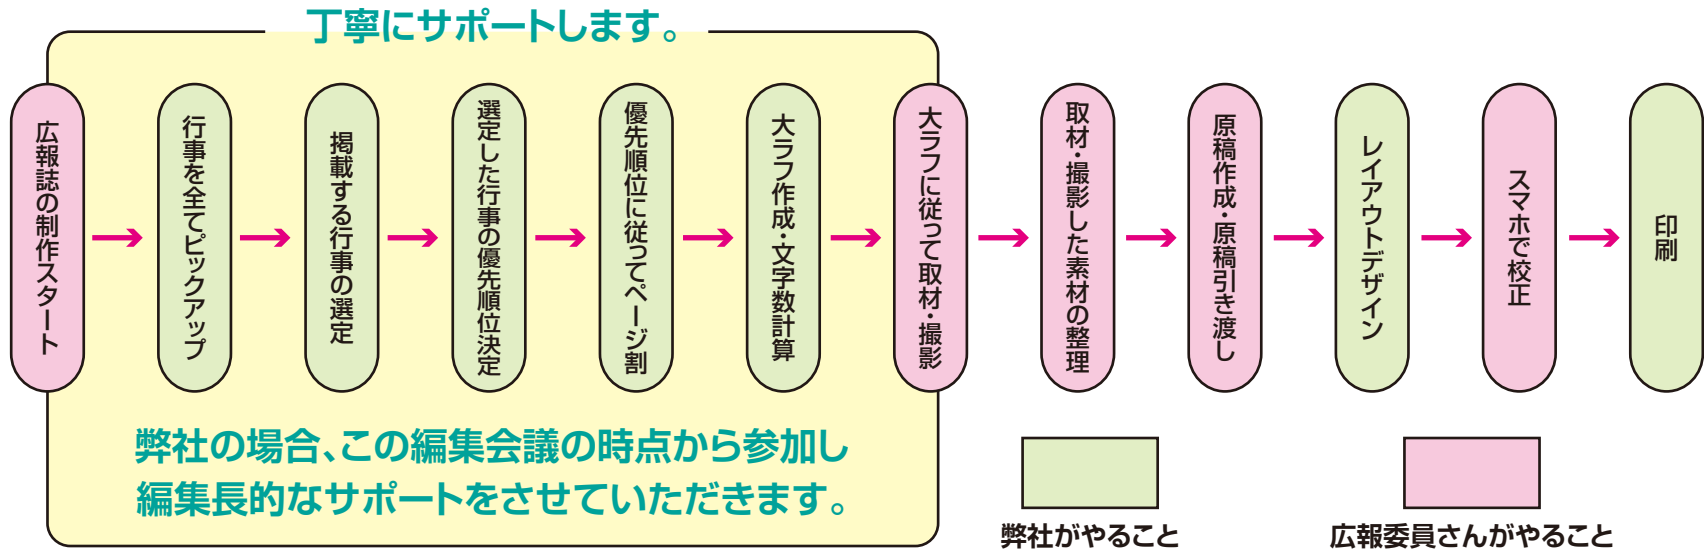 丁寧にサポートします。
広報誌の制作スタート
行事を全てピックアップ
掲載する行事の選定
選定した行事の優先順位決定
優先順位に従ってページ割
大ラフ作成・文字数計算
大ラフに従って取材・撮影
取材・撮影した素材の整理
原稿作成・原稿引き渡し
レイアウトデザイン
スマホで校正
印刷
弊社の場合、この編集会議の時点から参加し
編集長的なサポートをさせていただきます。
弊社がやること
広報委員さんがやること